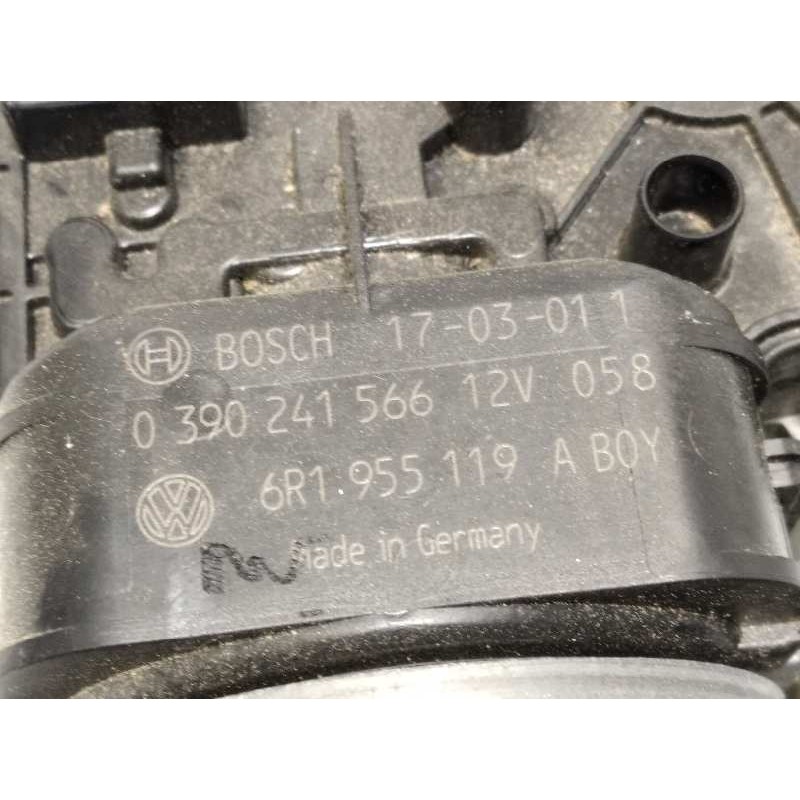 BOSCH 17-03-01 1
0 390 241 566 12V 058
6R1 955 119 A BOY
made in Germany